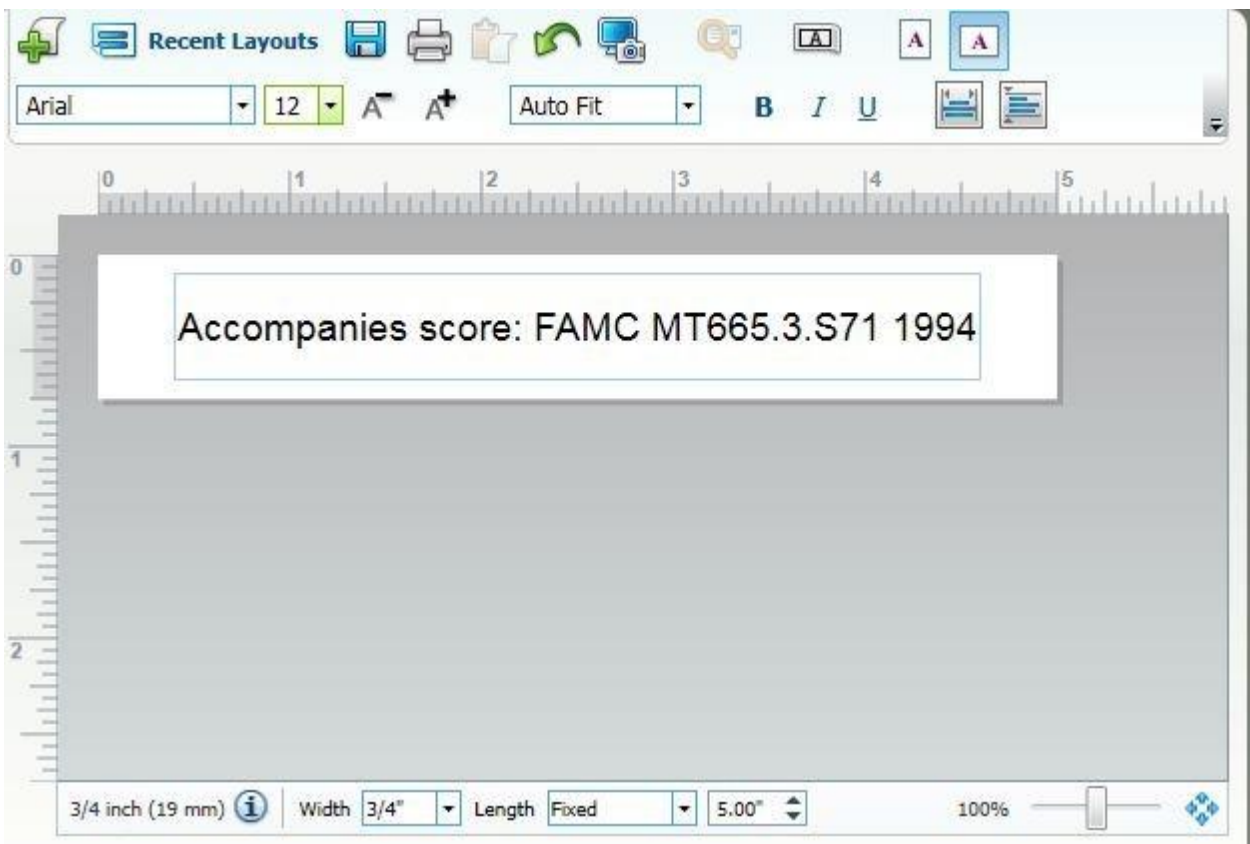 Recent Layouts
A A A
Arial 12 A− A+ Auto Fit B I U
0 1 2 3 4 5
0
Accompanies score: FAMC MT665.3.S71 1994
1
2
3/4 inch (19 mm) i Width 3/4" Length Fixed 5.00" 100%